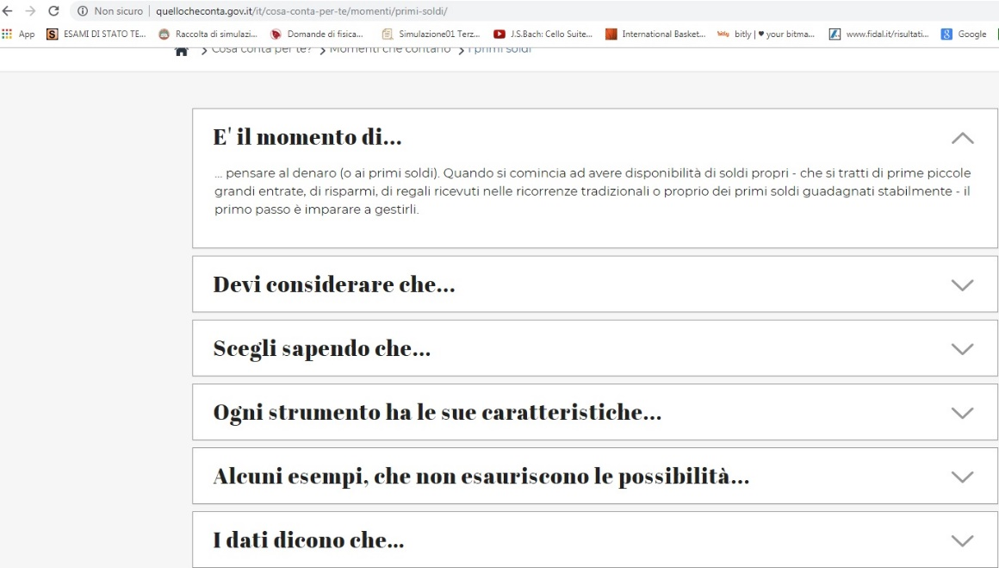 Non sicuro | quellocheconta.gov.it/it/cosa-conta-per-te/momenti/primi-soldi/
App ESAMI DI STATO TE... Raccolta di simulazi... Domande di fisica... Simulazione01 Terz... J.S.Bach: Cello Suite... International Basket... bitly | ♥ your bitma... www.fidal.it/risultati... Google
> Cosa conta per te? > Momenti che contano > I primi soldi
E' il momento di...
... pensare al denaro (o ai primi soldi). Quando si comincia ad avere disponibilità di soldi propri - che si tratti di prime piccole
grandi entrate, di risparmi, di regali ricevuti nelle ricorrenze tradizionali o proprio dei primi soldi guadagnati stabilmente - il
primo passo è imparare a gestirli.
Devi considerare che...
Scegli sapendo che...
Ogni strumento ha le sue caratteristiche...
Alcuni esempi, che non esauriscono le possibilità...
I dati dicono che...